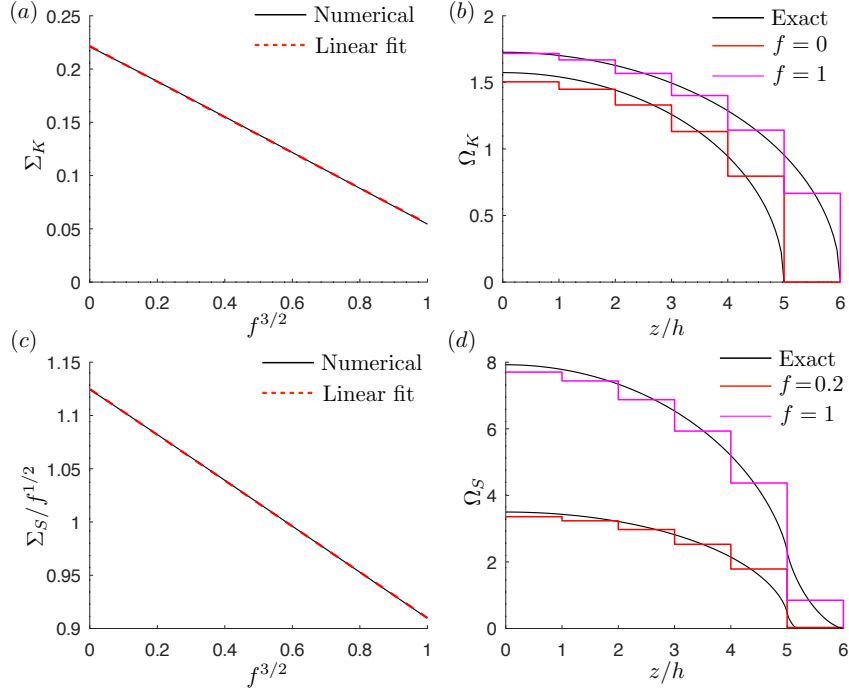 (a)
0.25
0.2
0.15
0.1
0.05
0
Σ_K
0 0.2 0.4 0.6 0.8 1
f^{3/2}
Numerical
Linear fit
(b)
2
1.5
1
0.5
0
Ω_K
0 1 2 3 4 5 6
z/h
Exact
f = 0
f = 1
(c)
1.15
1.1
1.05
1
0.95
0.9
Σ_S/f^{1/2}
0 0.2 0.4 0.6 0.8 1
f^{3/2}
Numerical
Linear fit
(d)
8
6
4
2
0
Ω_S
0 1 2 3 4 5 6
z/h
Exact
f = 0.2
f = 1